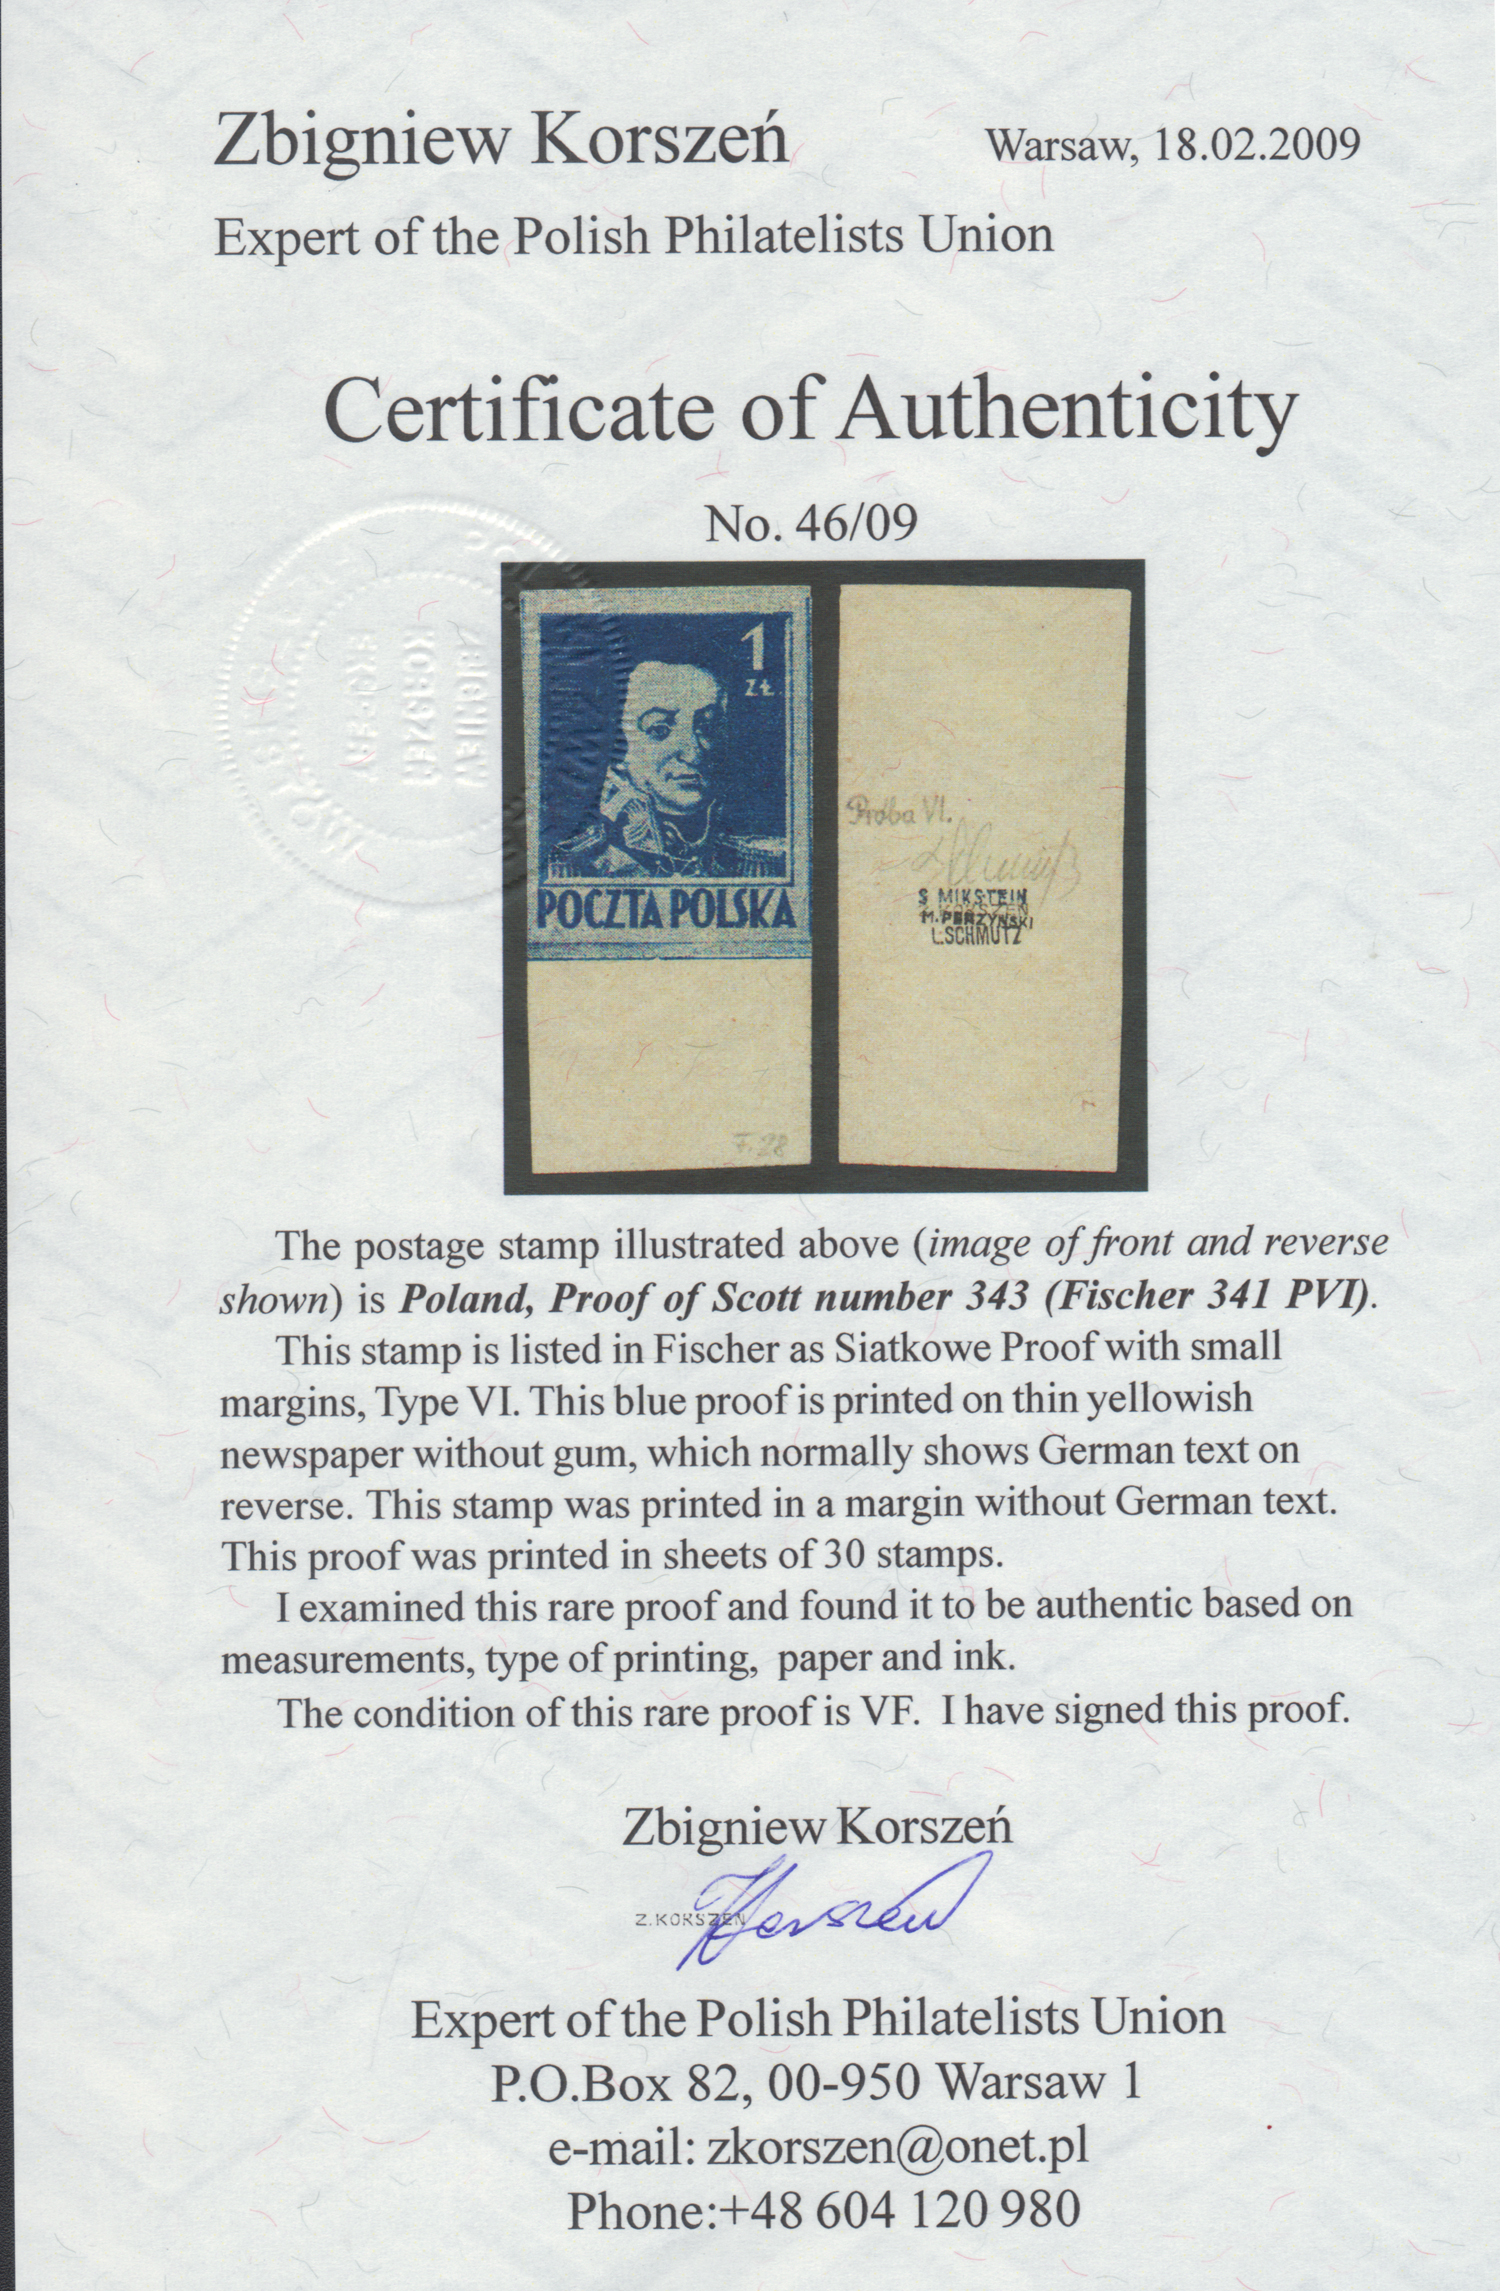 Zbigniew Korszeń
Warsaw, 18.02.2009
Expert of the Polish Philatelists Union
Certificate of Authenticity
No. 46/09
ZBIGNIEW
KORSZEŃ
EKSPERT
1
ZŁ
POCZTA POLSKA
F. 28
Próba VI.
S MIKSTEIN
Z. KORSZEN
M. PERZYŃSKI
L. SCHMUTZ
The postage stamp illustrated above (image of front and reverse
shown) is Poland, Proof of Scott number 343 (Fischer 341 PVI).
This stamp is listed in Fischer as Siatkowe Proof with small
margins, Type VI. This blue proof is printed on thin yellowish
newspaper without gum, which normally shows German text on
reverse. This stamp was printed in a margin without German text.
This proof was printed in sheets of 30 stamps.
I examined this rare proof and found it to be authentic based on
measurements, type of printing,  paper and ink.
The condition of this rare proof is VF.  I have signed this proof.
Zbigniew Korszeń
Z. KORSZEN
Korszeń
Expert of the Polish Philatelists Union
P.O.Box 82, 00-950 Warsaw 1
e-mail: zkorszen@onet.pl
Phone:+48 604 120 980